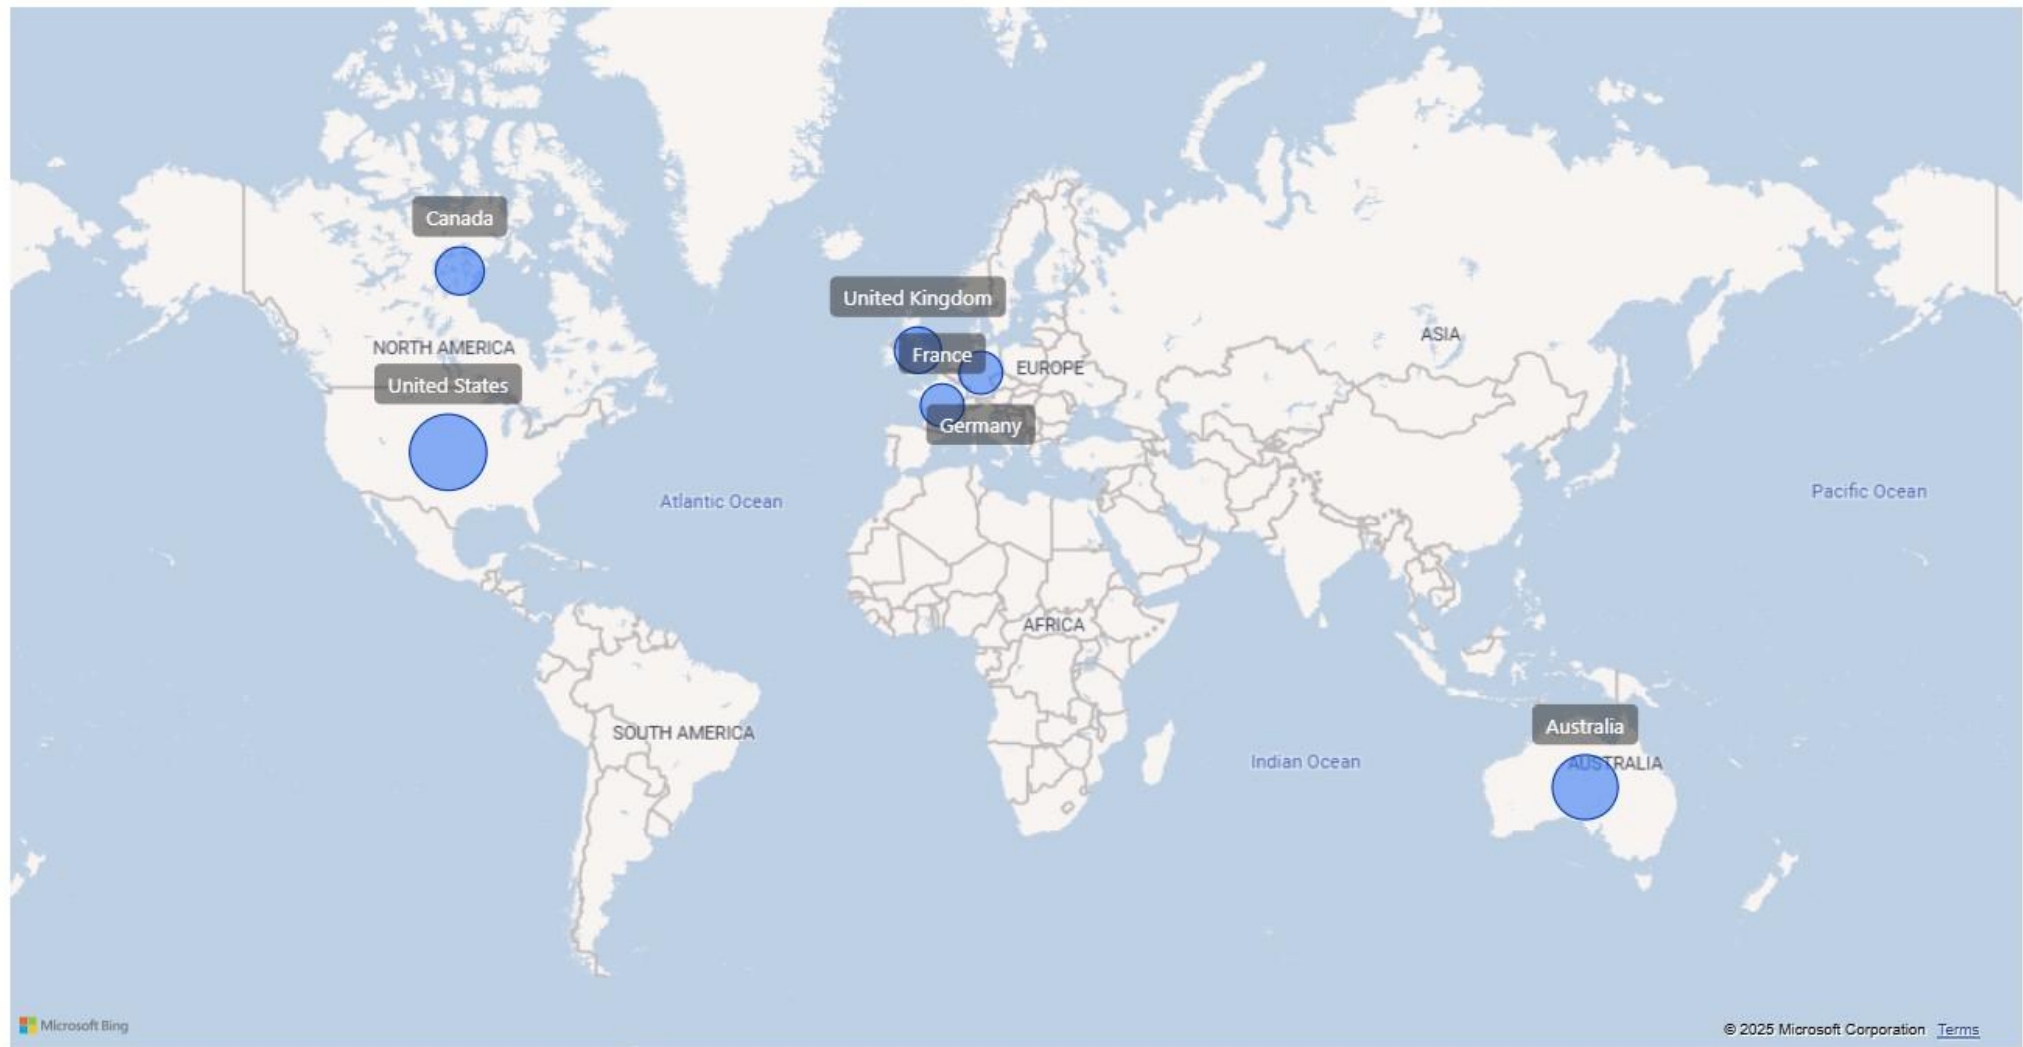 Canada
United Kingdom
ASIA
NORTH AMERICA
France
EUROPE
United States
Germany
Atlantic Ocean
Pacific Ocean
AFRICA
SOUTH AMERICA
Australia
Indian Ocean
AUSTRALIA
Microsoft Bing
© 2025 Microsoft Corporation Terms